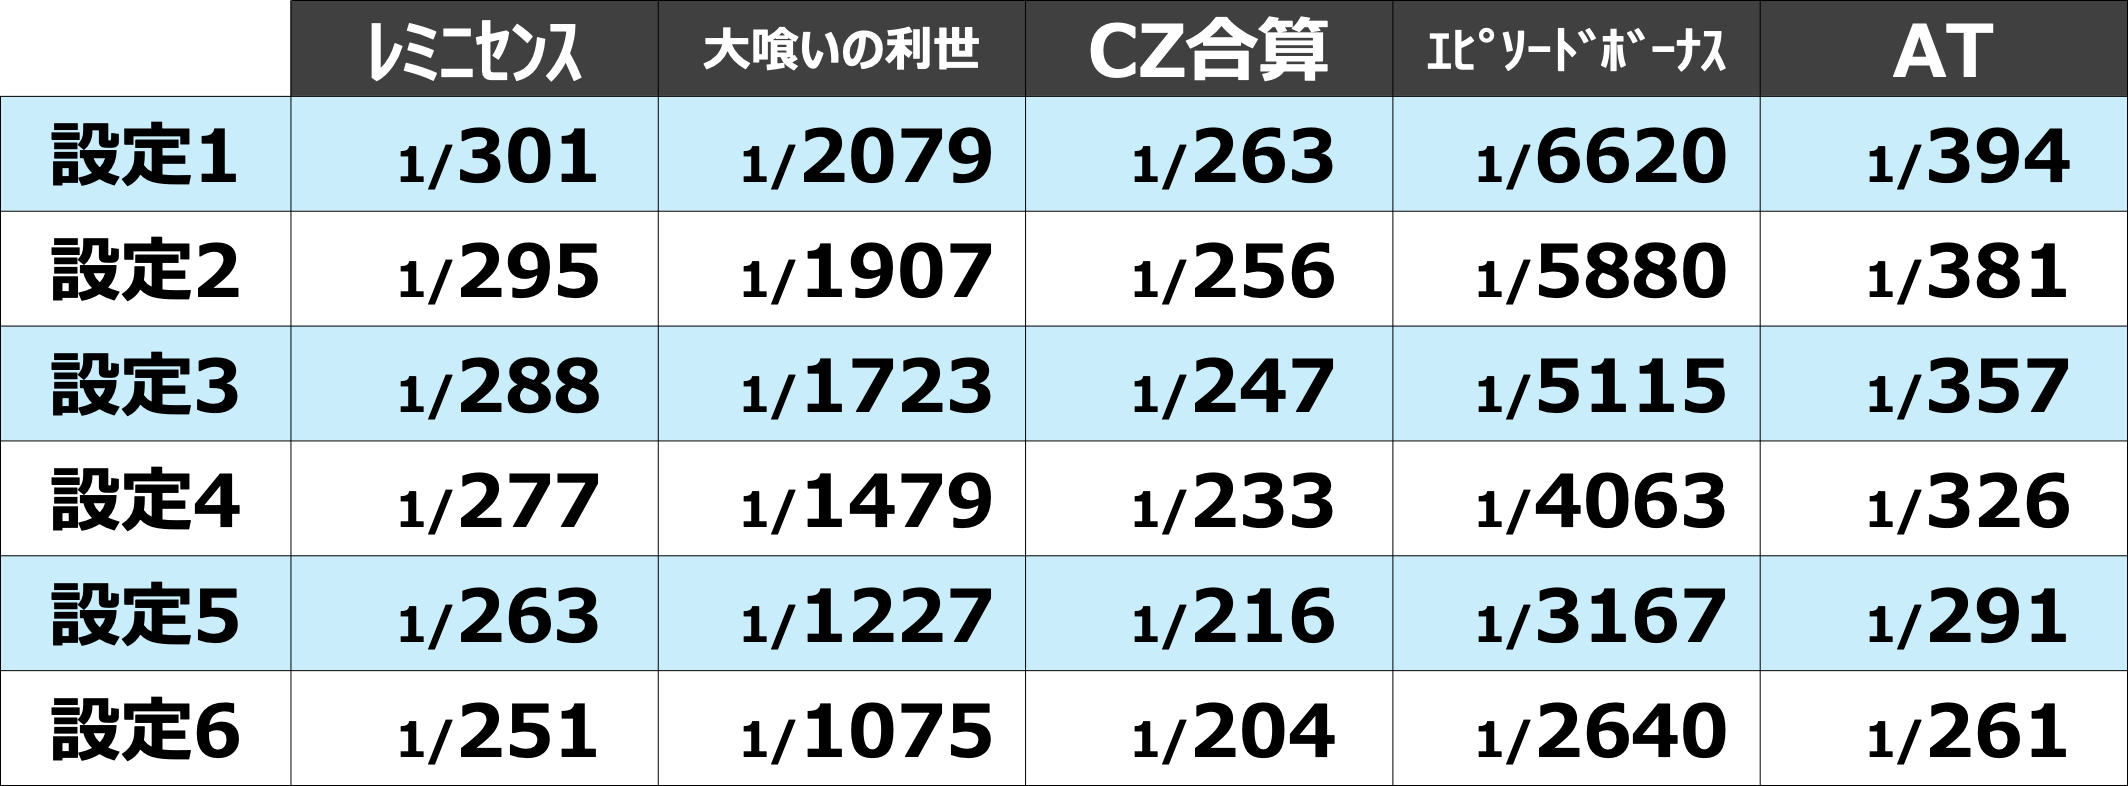 ﾚﾐﾆｾﾝｽ 大喰いの利世 CZ合算 ｴﾋﾟｿｰﾄﾞﾎﾞｰﾅｽ AT
設定1 1/301 1/2079 1/263 1/6620 1/394
設定2 1/295 1/1907 1/256 1/5880 1/381
設定3 1/288 1/1723 1/247 1/5115 1/357
設定4 1/277 1/1479 1/233 1/4063 1/326
設定5 1/263 1/1227 1/216 1/3167 1/291
設定6 1/251 1/1075 1/204 1/2640 1/261